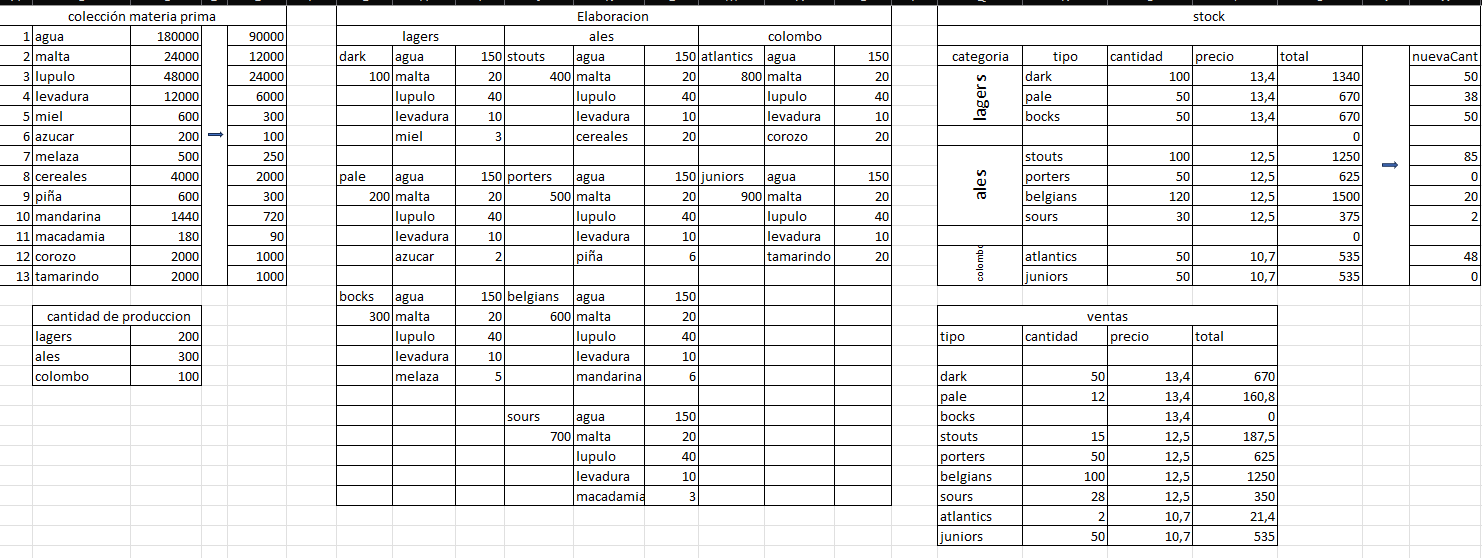 colección materia prima Elaboracion stock
1 agua 180000 90000 lagers ales colombo
2 malta 24000 12000 dark agua 150 stouts agua 150 atlantics agua 150 categoria tipo cantidad precio total nuevaCant
3 lupulo 48000 24000 100 malta 20 400 malta 20 800 malta 20 lagers dark 100 13,4 1340 50
4 levadura 12000 6000 lupulo 40 lupulo 40 lupulo 40 pale 50 13,4 670 38
5 miel 600 300 levadura 10 levadura 10 levadura 10 bocks 50 13,4 670 50
6 azucar 200 100 miel 3 cereales 20 corozo 20 0
7 melaza 500 250 ales stouts 100 12,5 1250 85
8 cereales 4000 2000 pale agua 150 porters agua 150 juniors agua 150 porters 50 12,5 625 0
9 piña 600 300 200 malta 20 500 malta 20 900 malta 20 belgians 120 12,5 1500 20
10 mandarina 1440 720 lupulo 40 lupulo 40 lupulo 40 sours 30 12,5 375 2
11 macadamia 180 90 levadura 10 levadura 10 levadura 10 0
12 corozo 2000 1000 azucar 2 piña 6 tamarindo 20 colombo atlantics 50 10,7 535 48
13 tamarindo 2000 1000 juniors 50 10,7 535 0
bocks agua 150 belgians agua 150
cantidad de produccion 300 malta 20 600 malta 20 ventas
lagers 200 lupulo 40 lupulo 40 tipo cantidad precio total
ales 300 levadura 10 levadura 10
colombo 100 melaza 5 mandarina 6 dark 50 13,4 670
pale 12 13,4 160,8
sours agua 150 bocks 13,4 0
700 malta 20 stouts 15 12,5 187,5
lupulo 40 porters 50 12,5 625
levadura 10 belgians 100 12,5 1250
macadamia 3 sours 28 12,5 350
atlantics 2 10,7 21,4
juniors 50 10,7 535